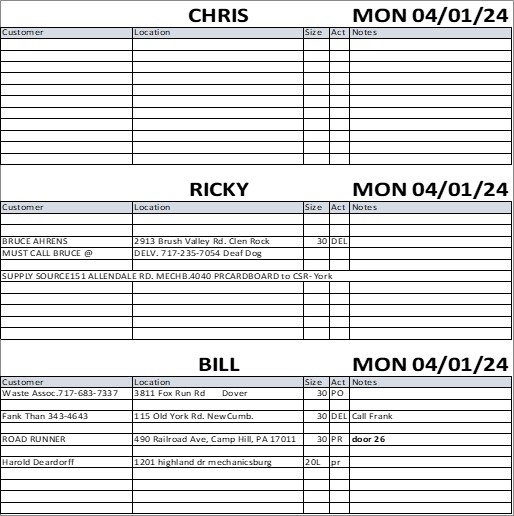 CHRIS MON 04/01/24
Customer Location Size Act Notes
RICKY MON 04/01/24
Customer Location Size Act Notes
BRUCE AHRENS 2913 Brush Valley Rd. Clen Rock 30 DEL
MUST CALL BRUCE @ DELV. 717-235-7054 Deaf Dog
SUPPLY SOURCE151 ALLENDALE RD. MECHB.4040 PRCARDBOARD to CSR-York
BILL MON 04/01/24
Customer Location Size Act Notes
Waste Assoc.717-683-7337 3811 Fox Run Rd Dover 30 PO
Fank Than 343-4643 115 Old York Rd. NewCumb. 30 DEL Call Frank
ROAD RUNNER 490 Railroad Ave, Camp Hill, PA 17011 30 PR door 26
Harold Deardorff 1201 highland dr mechanicsburg 20L pr